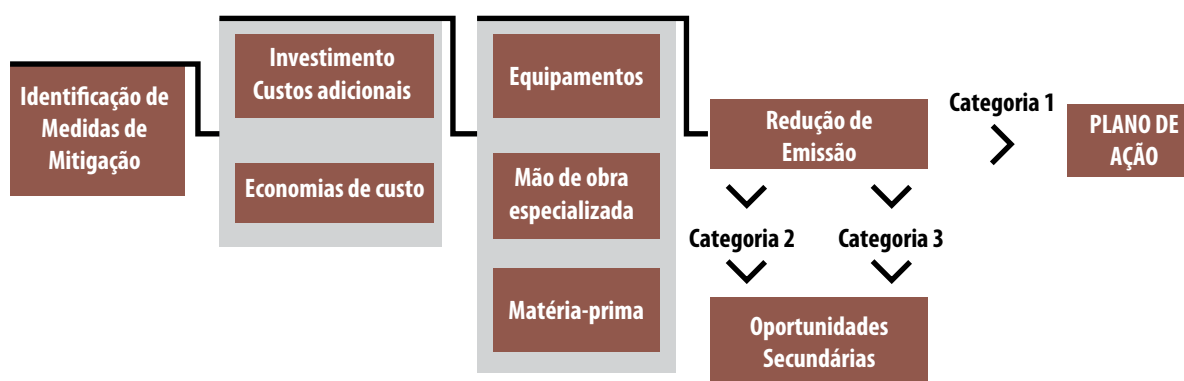 Identificação de
Medidas de
Mitigação
Investimento
Custos adicionais
Economias de custo
Equipamentos
Mão de obra
especializada
Matéria-prima
Redução de
Emissão
Categoria 1
PLANO DE
AÇÃO
Categoria 2
Categoria 3
Oportunidades
Secundárias